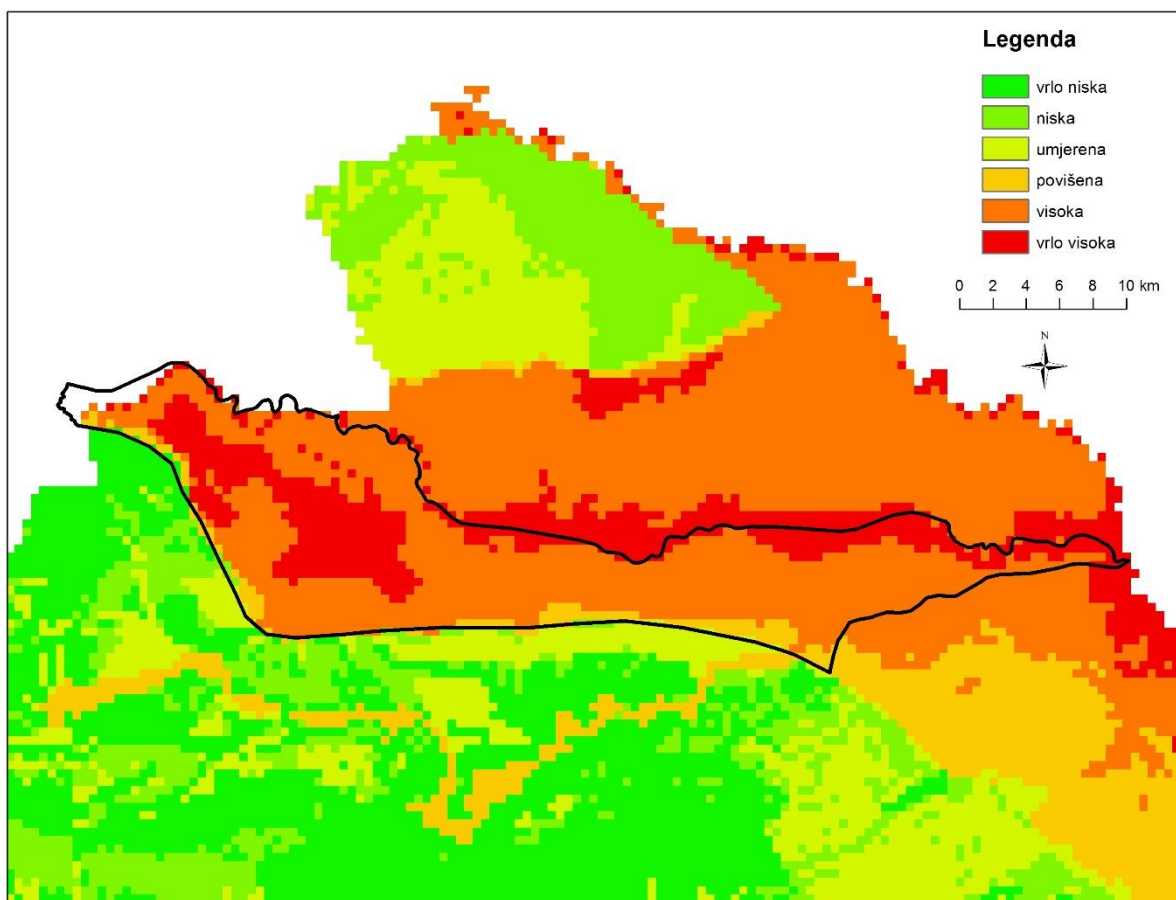 Legenda
vrlo niska
niska
umjerena
povišena
visoka
vrlo visoka
0 2 4 6 8 10 km
N